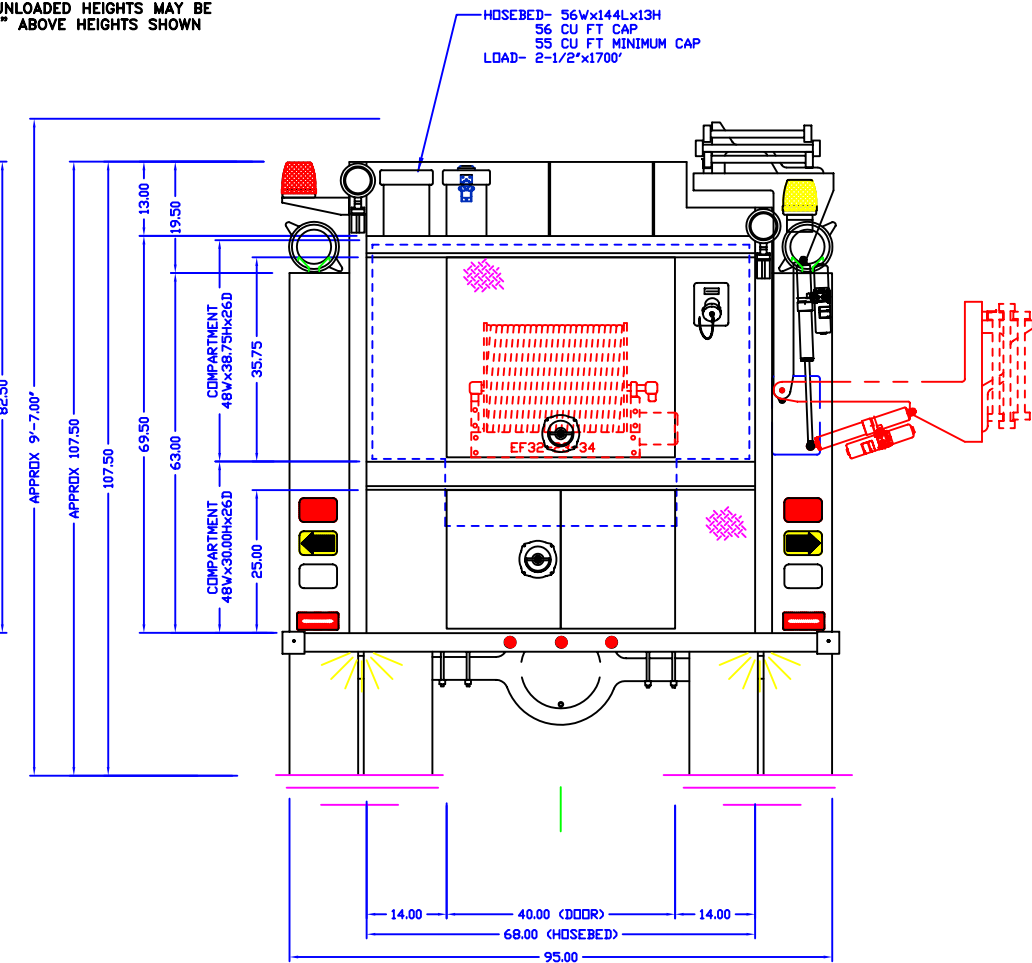 UNLOADED HEIGHTS MAY BE
" ABOVE HEIGHTS SHOWN
HOSEBED- 56Wx144Lx13H
56 CU FT CAP
55 CU FT MINIMUM CAP
LOAD- 2-1/2"x1700'
82.50
APPROX 9'-7.00"
APPROX 107.50
107.50
13.00
69.50
19.50
63.00
COMPARTMENT
48Wx38.75Hx26D
35.75
COMPARTMENT
48Wx30.00Hx26D
25.00
14.00
40.00 (DOOR)
14.00
68.00 (HOSEBED)
95.00